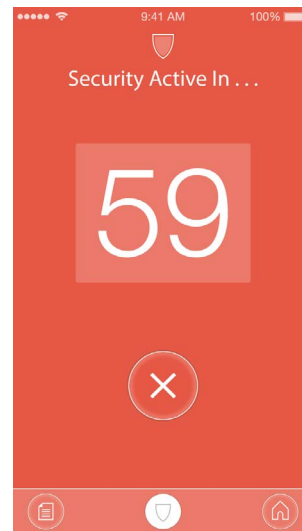 9:41 AM
100%
Security Active In . . .
59